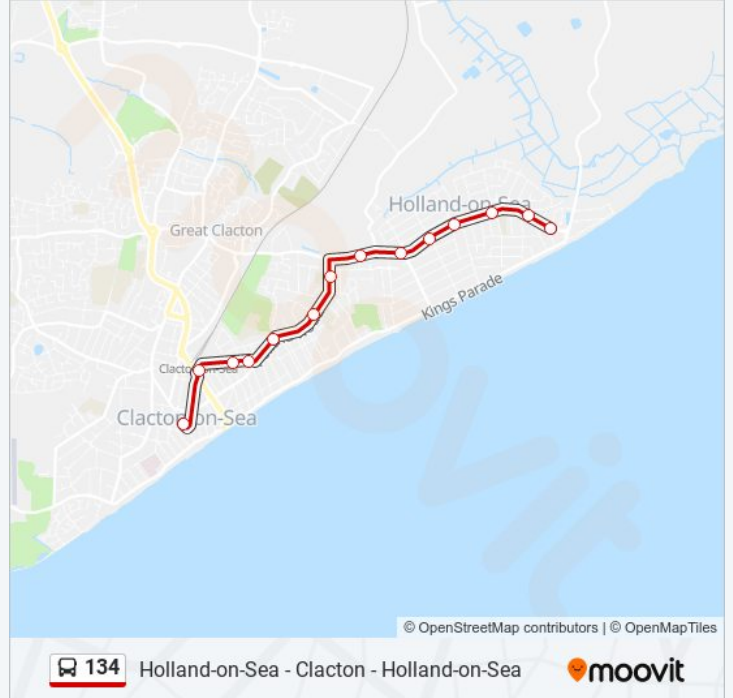 Holland-on-Sea
Great Clacton
Kings Parade
Clacton-on-Sea
Clacton-on-Sea
moovit
© OpenStreetMap contributors | © OpenMapTiles
134
Holland-on-Sea - Clacton - Holland-on-Sea
moovit